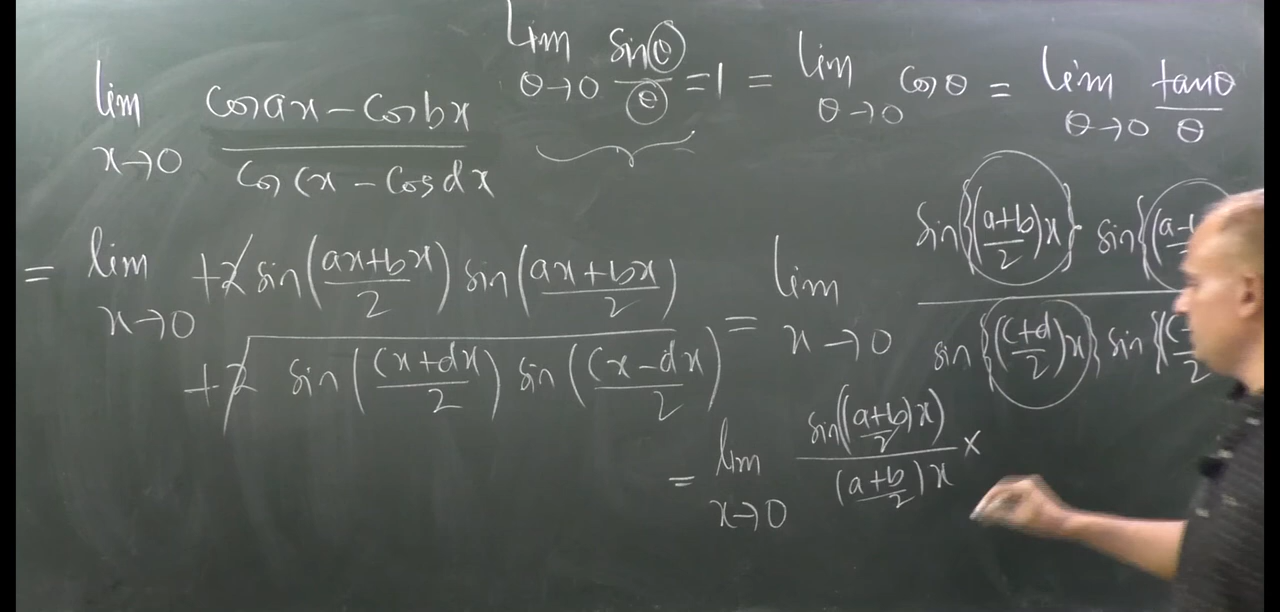 lim x→0 (cos ax − cos bx)/(cos cx − cos dx)
lim θ→0 sinθ/θ = 1 = lim θ→0 cosθ = lim θ→0 tanθ/θ
= lim x→0 (+2 sin((ax+bx)/2) sin((ax+bx)/2))/(+2 sin((cx+dx)/2) sin((cx−dx)/2))
= lim x→0 (sin{((a+b)/2)x} sin{(a-)/(sin{((c+d)/2)x} sin{(c-/2)
= lim x→0 sin(((a+b)/2)x)/((a+b)/2)x ×